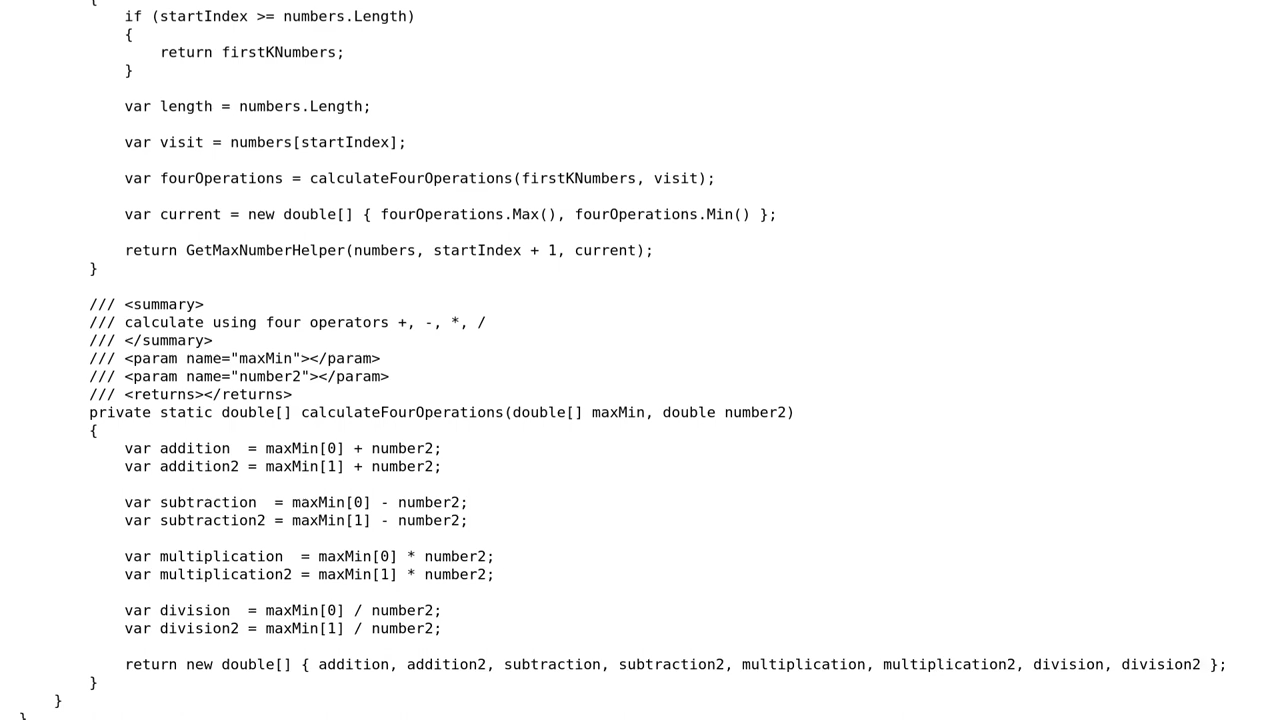 {
if (startIndex >= numbers.Length)
{
return firstKNumbers;
}
var length = numbers.Length;
var visit = numbers[startIndex];
var fourOperations = calculateFourOperations(firstKNumbers, visit);
var current = new double[] { fourOperations.Max(), fourOperations.Min() };
return GetMaxNumberHelper(numbers, startIndex + 1, current);
}
/// <summary>
/// calculate using four operators +, -, *, /
/// </summary>
/// <param name="maxMin"></param>
/// <param name="number2"></param>
/// <returns></returns>
private static double[] calculateFourOperations(double[] maxMin, double number2)
{
var addition  = maxMin[0] + number2;
var addition2 = maxMin[1] + number2;
var subtraction  = maxMin[0] - number2;
var subtraction2 = maxMin[1] - number2;
var multiplication  = maxMin[0] * number2;
var multiplication2 = maxMin[1] * number2;
var division  = maxMin[0] / number2;
var division2 = maxMin[1] / number2;
return new double[] { addition, addition2, subtraction, subtraction2, multiplication, multiplication2, division, division2 };
}
}
}